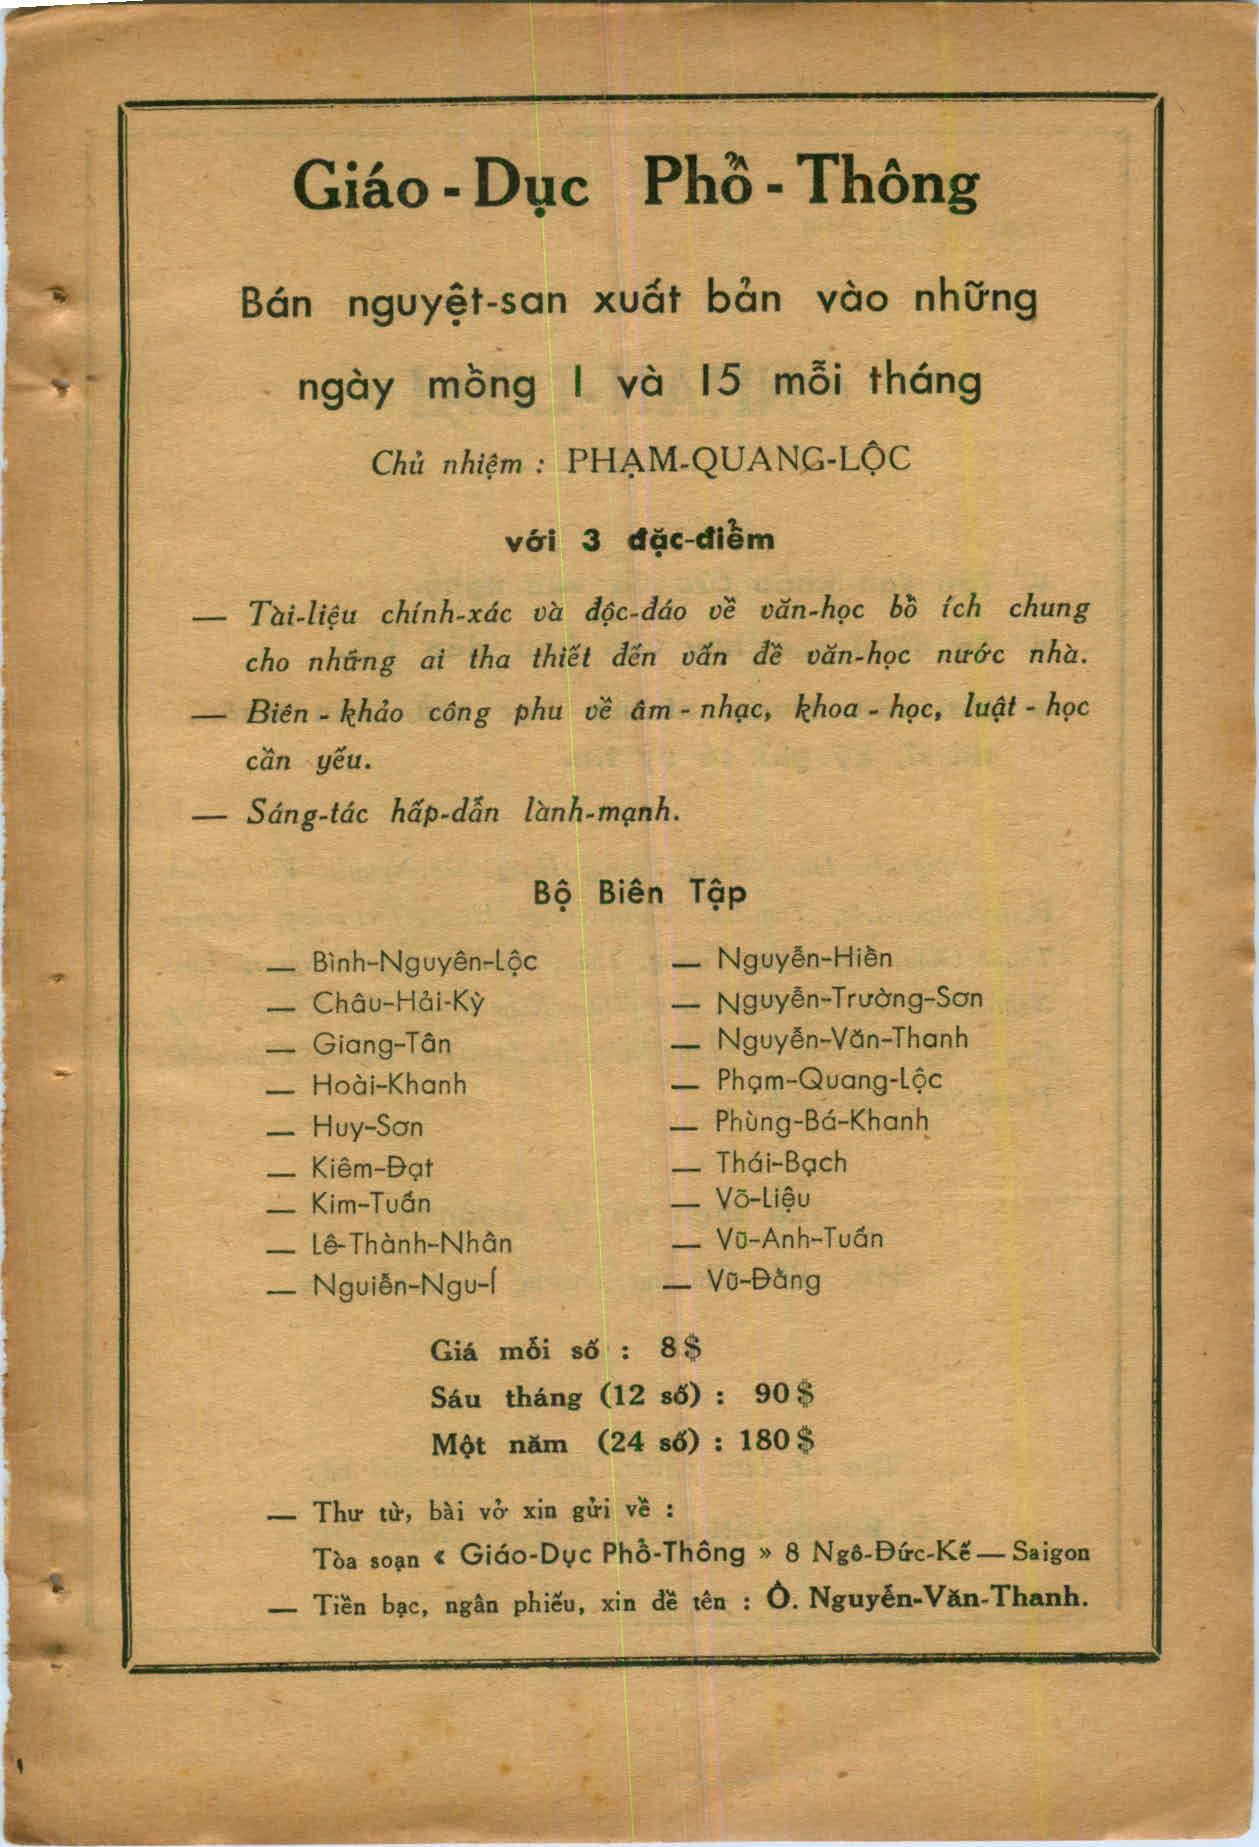 Giáo - Dục Phổ - Thông
Bán nguyệt-san xuất bản vào những
ngày mồng 1 và 15 mỗi tháng
Chủ nhiệm : PHẠM-QUANG-LỘC
với 3 đặc-điểm
— Tài-liệu chính-xác và độc-đáo về văn-học bồ ích chung
cho những ai tha thiết đến vấn đề văn-học nước nhà.
— Biên - khảo công phu về âm - nhạc, khoa - học, luật - học
cần yếu.
— Sáng-tác hấp-dẫn lành-mạnh.
Bộ Biên Tập
— Bình-Nguyên-Lộc
— Châu-Hải-Kỳ
— Giang-Tân
— Hoài-Khanh
— Huy-Sơn
— Kiêm-Đạt
— Kim-Tuấn
— Lê-Thành-Nhân
— Nguiễn-Ngu-Í
— Nguyễn-Hiền
— Nguyễn-Trường-Sơn
— Nguyễn-Văn-Thanh
— Phạm-Quang-Lộc
— Phùng-Bá-Khanh
— Thái-Bạch
— Võ-Liệu
— Vũ-Anh-Tuấn
— Vũ-Đằng
Giá mỗi số : 8$
Sáu tháng (12 số) : 90$
Một năm (24 số) : 180$
— Thư từ, bài vở xin gửi về :
Tòa soạn « Giáo-Dục Phổ-Thông » 8 Ngô-Đức-Kế — Saigon
— Tiền bạc, ngân phiếu, xin đề tên : Ô. Nguyễn-Văn-Thanh.